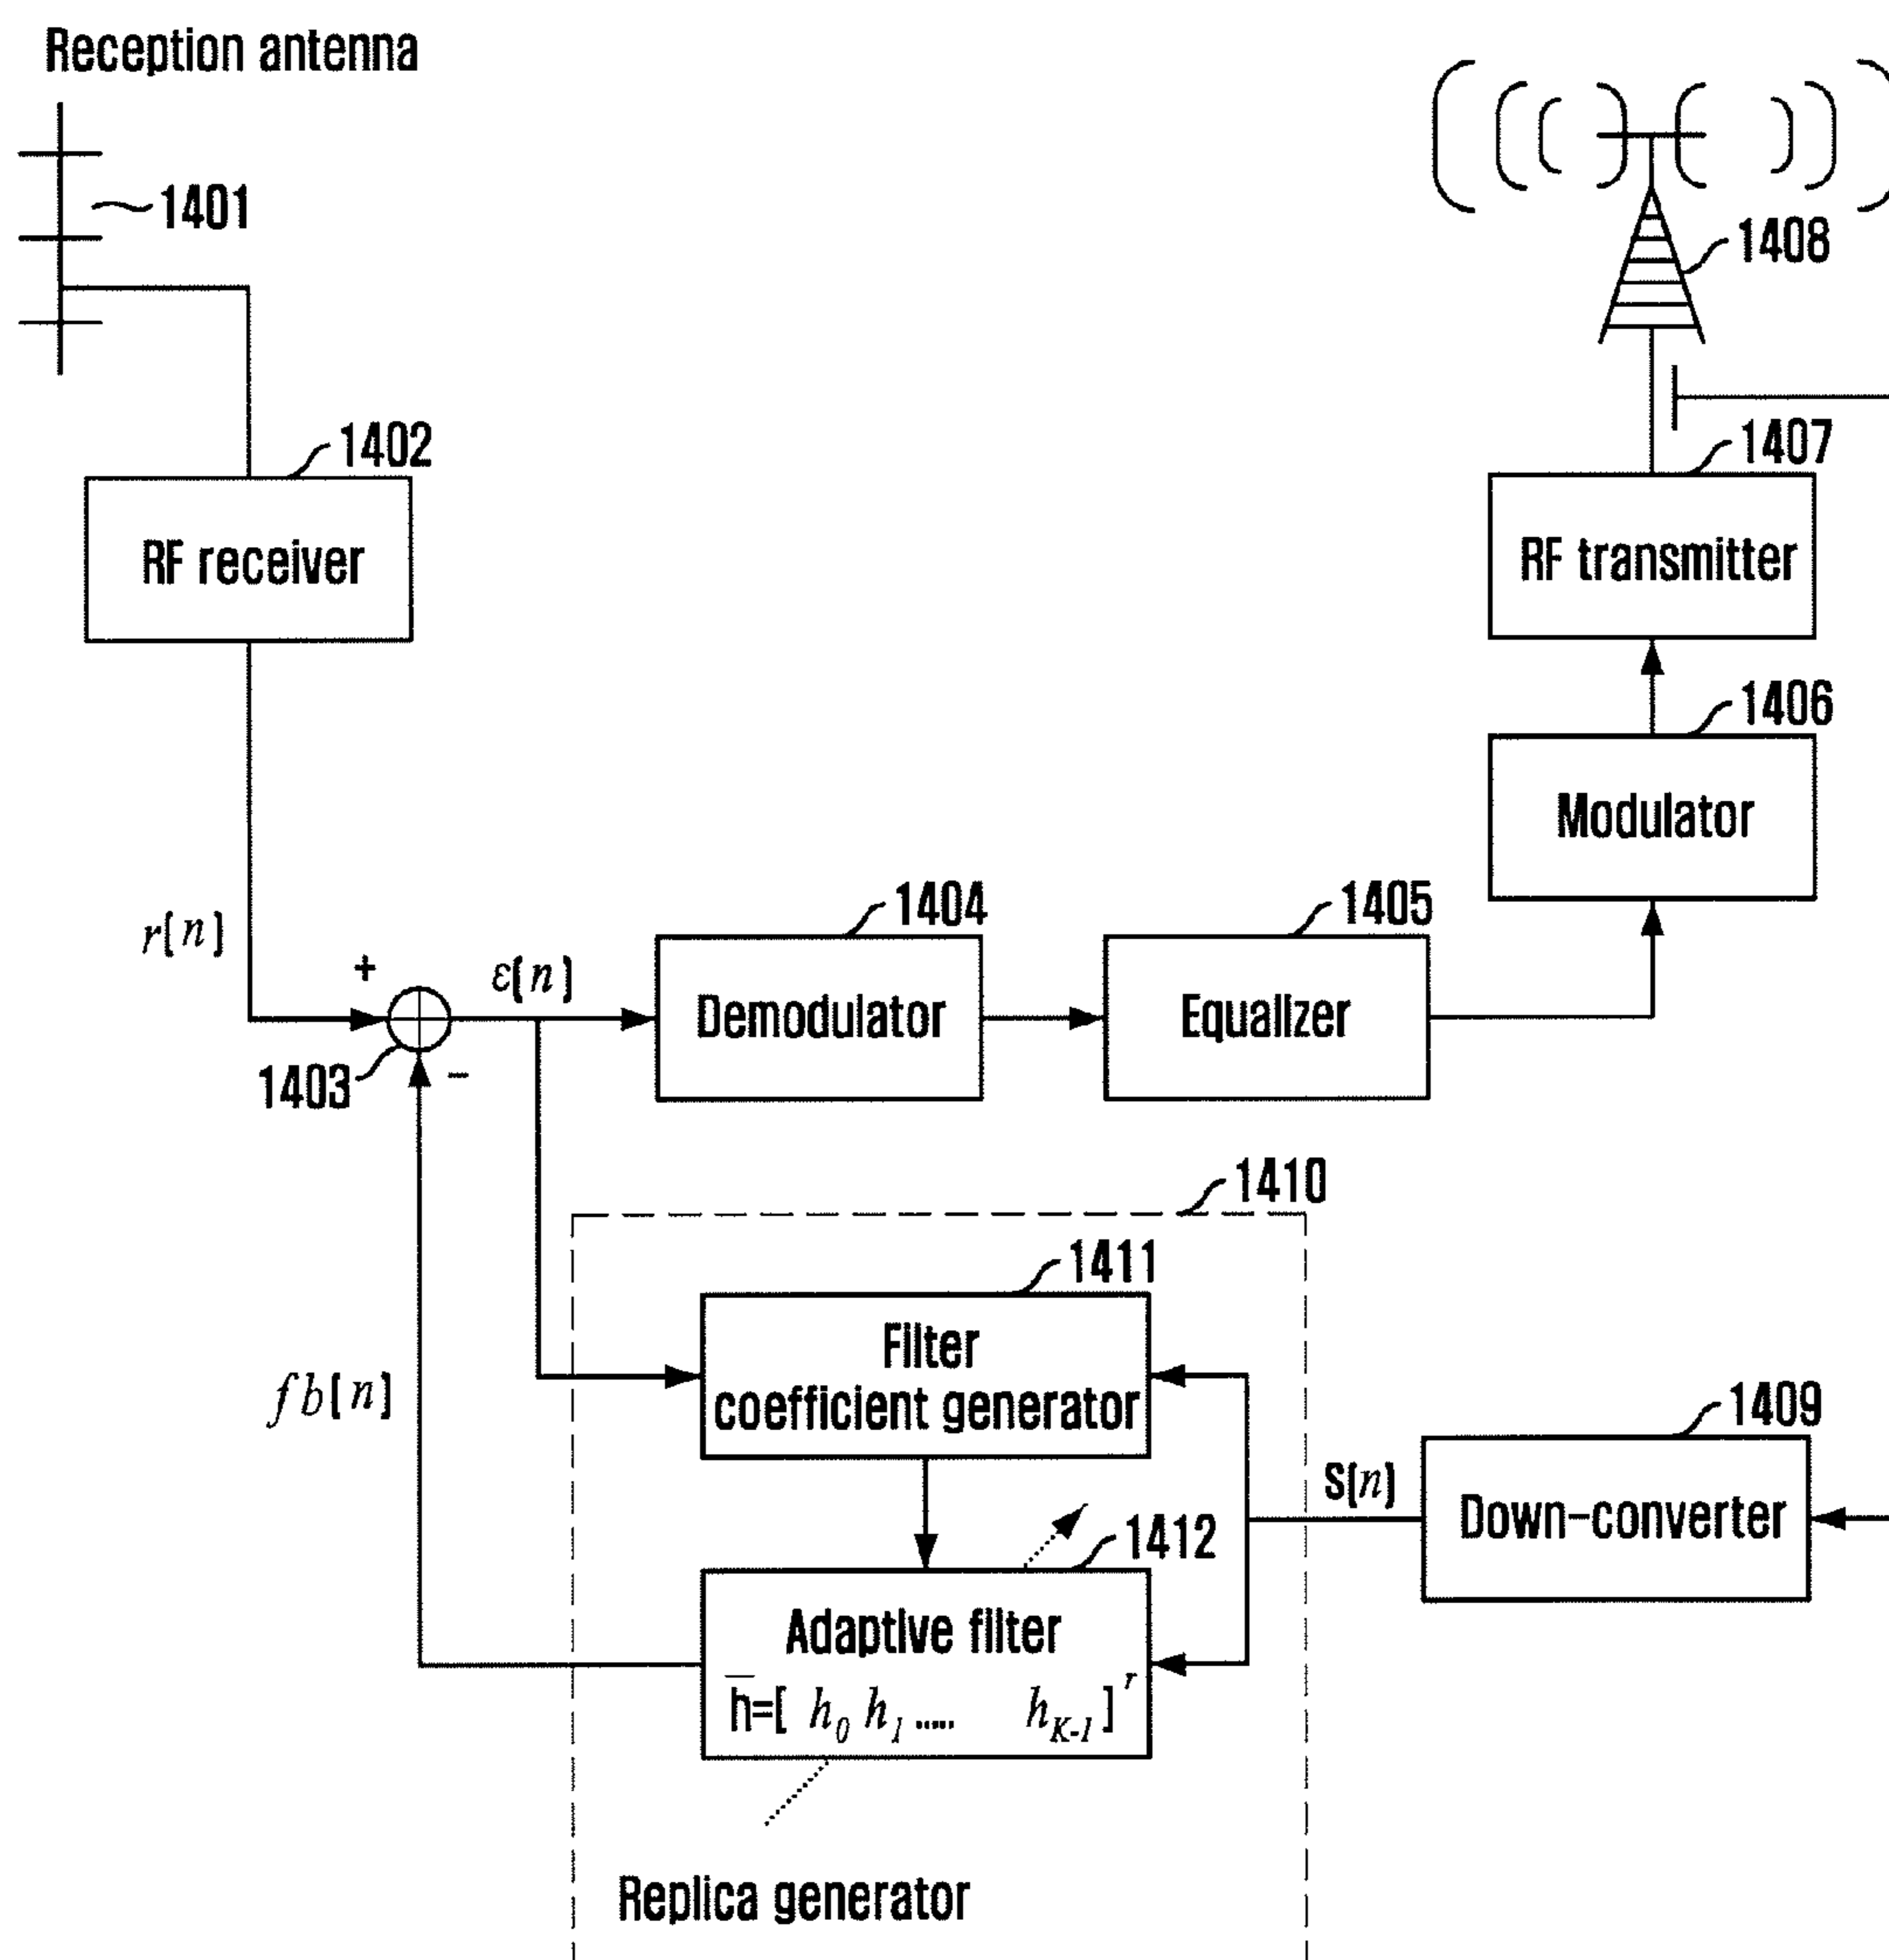 Reception antenna
1401
1408
1402
RF receiver
1407
RF transmitter
1406
Modulator
r[n]
+
ε[n]
1403
-
1404
Demodulator
1405
Equalizer
1410
1411
Filter
coefficient generator
fb[n]
1409
S[n]
Down-converter
1412
Adaptive filter
h̅=[ h₀ h₁ ..... h_K-1 ]^r
Replica generator